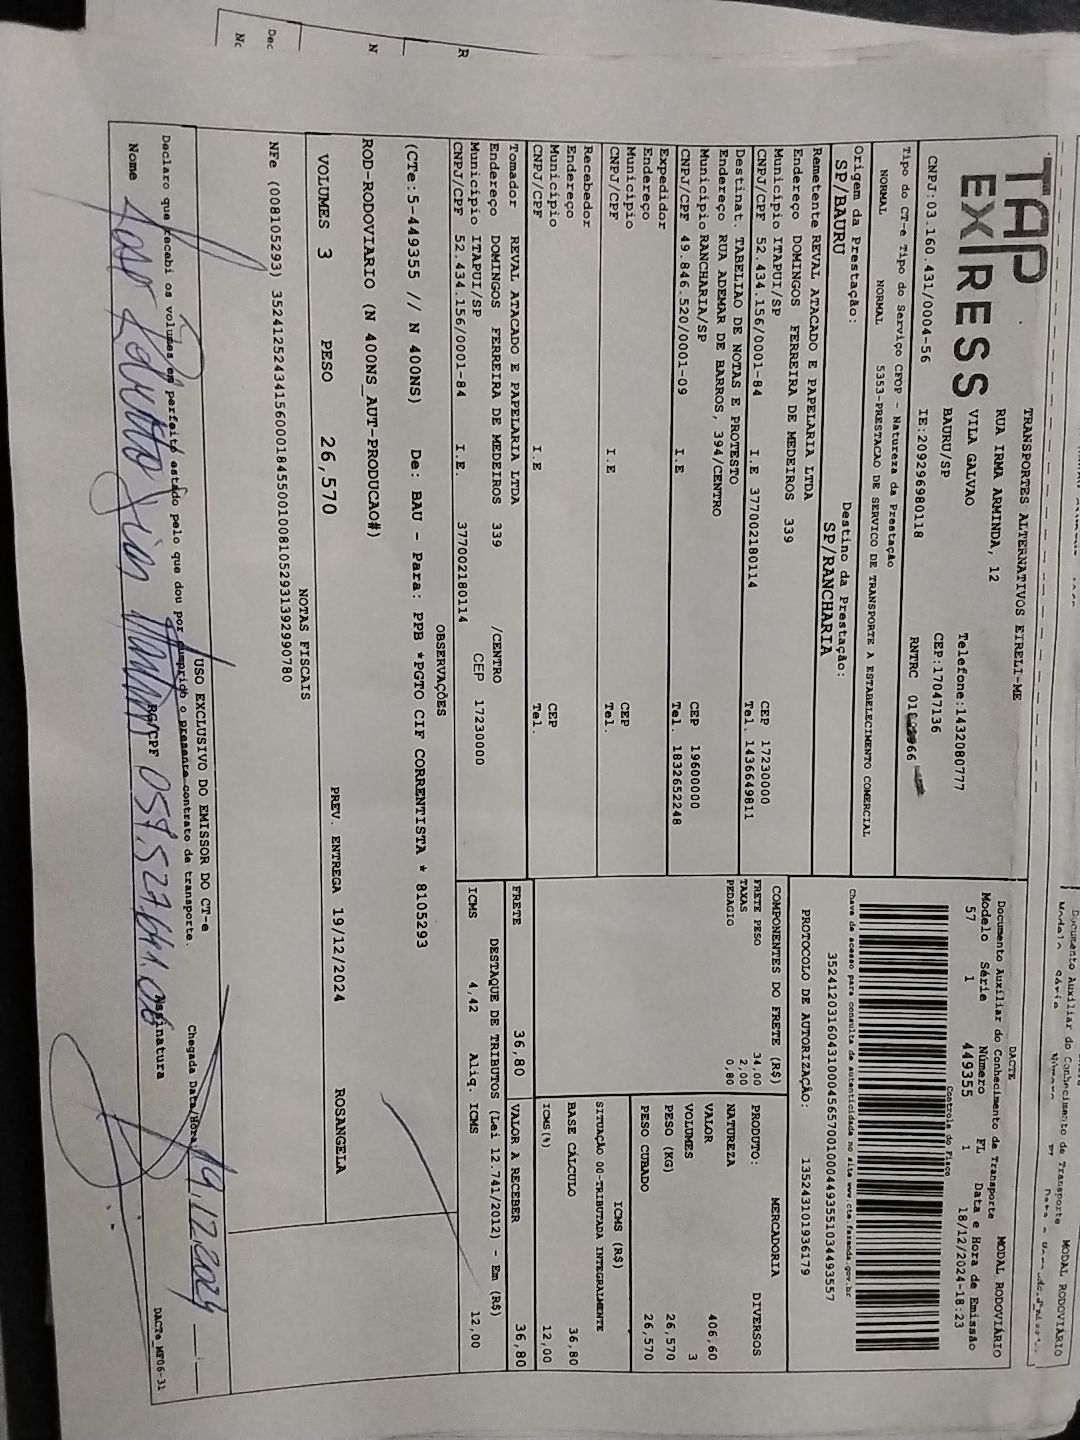 TAP
EXPRESS
TRANSPORTES ALTERNATIVOS EIRELI-ME
RUA IRMA ARMINDA, 12
VILA GALVAO
BAURU/SP
Telefone:1432080777
CEP:17047136
CNPJ:03.160.431/0004-56
IE:209296980118
RNTRC
DACTE
Documento Auxiliar do Conhecimento de Transporte
MODAL RODOVIÁRIO
Modelo Série Número FL Data e Hora de Emissão
57 1 449355 1 18/12/2024-18:23
Controle do Fisco
Chave de acesso para consulta de autenticidade no site www.cte.fazenda.gov.br
35241203160431000456570010004493551034493557
PROTOCOLO DE AUTORIZAÇÃO: 135243101936179
Tipo do CT-e Tipo do Serviço CFOP - Natureza da Prestação
NORMAL NORMAL 5353-PRESTACAO DE SERVICO DE TRANSPORTE A ESTABELECIMENTO COMERCIAL
Origem da Prestação: Destino da Prestação:
SP/BAURU SP/RANCHARIA
Remetente REVAL ATACADO E PAPELARIA LTDA
Endereço DOMINGOS FERREIRA DE MEDEIROS 339
Município ITAPUI/SP CEP 17230000
CNPJ/CPF 52.434.156/0001-84 I.E 377002180114 Tel. 1436649811
Destinat. TABELIAO DE NOTAS E PROTESTO
Endereço RUA ADEMAR DE BARROS, 394/CENTRO
Município RANCHARIA/SP CEP 19600000
CNPJ/CPF 49.846.520/0001-09 I.E Tel. 1832652248
Expedidor
Endereço
Município CEP
CNPJ/CPF I.E Tel.
Recebedor
Endereço
Município CEP
CNPJ/CPF I.E Tel.
Tomador REVAL ATACADO E PAPELARIA LTDA
Endereço DOMINGOS FERREIRA DE MEDEIROS 339 /CENTRO
Município ITAPUI/SP CEP 17230000
CNPJ/CPF 52.434.156/0001-84 I.E. 377002180114
COMPONENTES DO FRETE (R$)
FRETE PESO 34,00
TAXAS 2,00
PEDAGIO 0,80
PRODUTO: MERCADORIA
NATUREZA DIVERSOS
VALOR 406,60
VOLUMES 3
PESO (KG) 26,570
PESO CUBADO 26,570
ICMS (R$)
SITUAÇÃO 00-TRIBUTADA INTEGRALMENTE
BASE CÁLCULO 36,80
ICMS(%) 12,00
FRETE 36,80 VALOR A RECEBER 36,80
DESTAQUE DE TRIBUTOS (Lei 12.741/2012) - Em (R$)
ICMS 4,42 Aliq. ICMS 12,00
OBSERVAÇÕES
(CTe:5-449355 // N 400NS) De: BAU - Para: PPB *PGTO CIF CORRENTISTA * 8105293
ROD-RODOVIARIO (N 400NS_AUT-PRODUCAO#)
VOLUMES 3 PESO 26,570 PREV. ENTREGA 19/12/2024 ROSANGELA
NOTAS FISCAIS
NFe (008105293) 35241252434156000184550010081052931392990780
USO EXCLUSIVO DO EMISSOR DO CT-e
Declaro que recebi os volumes em perfeito estado pelo que dou por cumprido o presente contrato de transporte.
Chegada Data/Hora: 19.12.2024
Nome RG/CPF Assinatura
DACTe_MF06-31